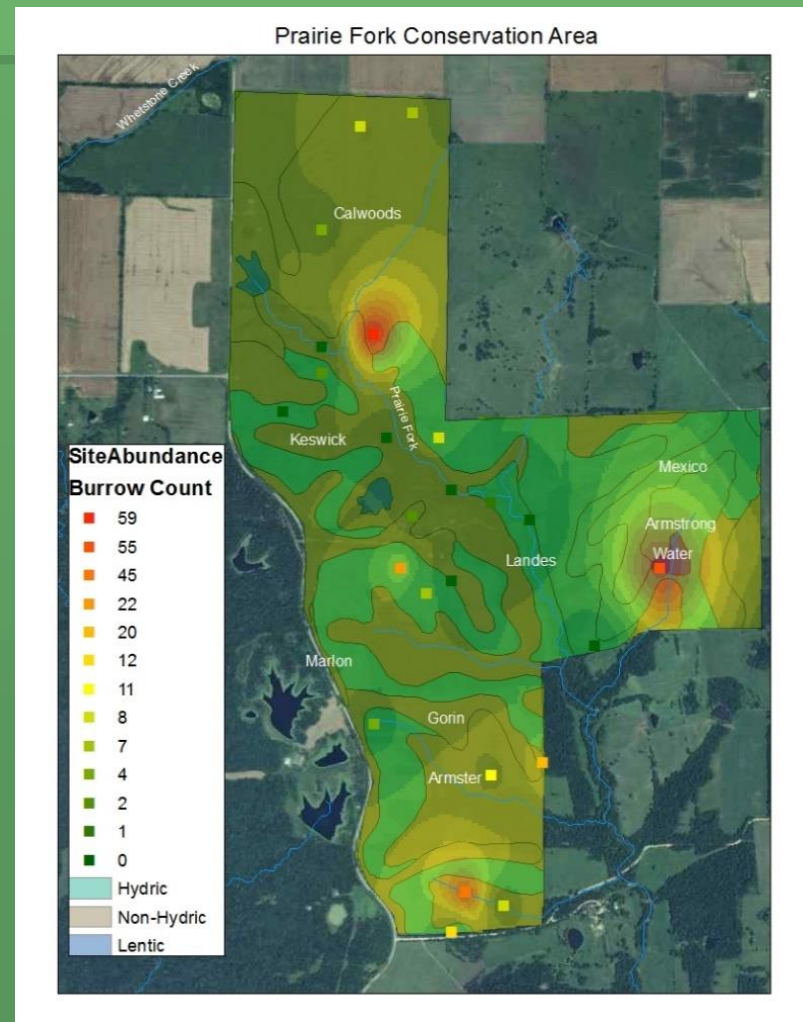 Prairie Fork Conservation Area
Whetstone Creek
Calwoods
Prairie Fork
Keswick
Mexico
Armstrong
Water
Landes
Marion
Gorin
Armster
SiteAbundance
Burrow Count
59
55
45
22
20
12
11
8
7
4
2
1
0
Hydric
Non-Hydric
Lentic